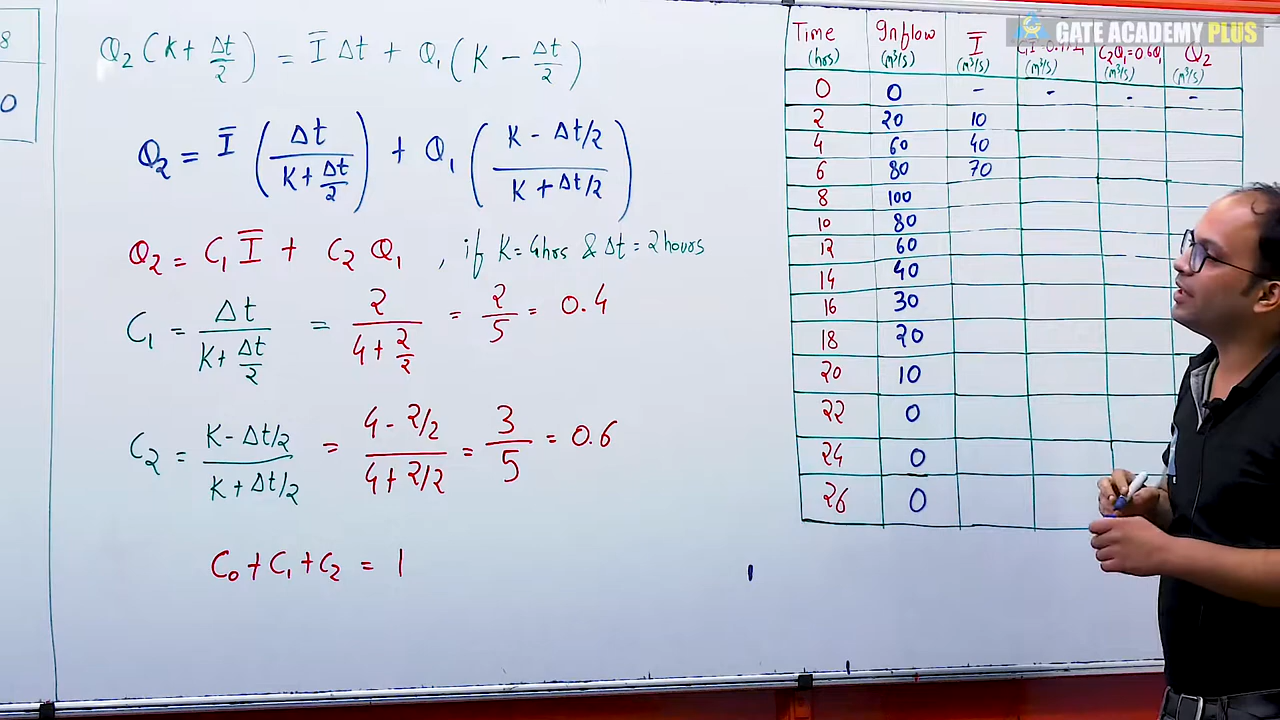 8
0
Q₂(K + Δt/2) = Ī Δt + Q₁(K - Δt/2)
Q₂ = Ī (Δt / (K + Δt/2)) + Q₁ ((K - Δt/2) / (K + Δt/2))
Q₂ = C₁ Ī + C₂ Q₁ , if K = 4hrs & Δt = 2 hours
C₁ = Δt / (K + Δt/2) = 2 / (4 + 2/2) = 2/5 = 0.4
C₂ = (K - Δt/2) / (K + Δt/2) = (4 - 2/2) / (4 + 2/2) = 3/5 = 0.6
C₀ + C₁ + C₂ = 1
GATE ACADEMY PLUS
Time (hrs) Inflow (m³/s) Ī (m³/s) (m³/s) C₂Q₁=0.6Q₁ (m³/s) Q₂ (m³/s)
0 0 - - - -
2 20 10
4 60 40
6 80 70
8 100
10 80
12 60
14 40
16 30
18 20
20 10
22 0
24 0
26 0